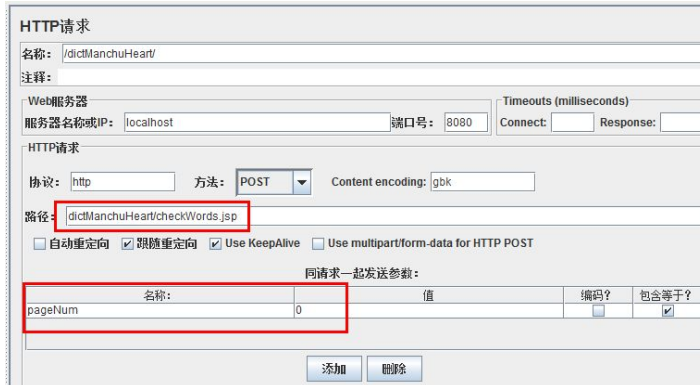 HTTP请求
名称: /dictManchuHeart/
注释:
Web服务器 Timeouts (milliseconds)
服务器名称或IP: localhost 端口号: 8080 Connect: Response:
HTTP请求
协议: http 方法: POST Content encoding: gbk
路径: dictManchuHeart/checkWords.jsp
自动重定向 跟随重定向 Use KeepAlive Use multipart/form-data for HTTP POST
同请求一起发送参数:
名称: 值 编码? 包含等于?
pageNum 0
添加 删除